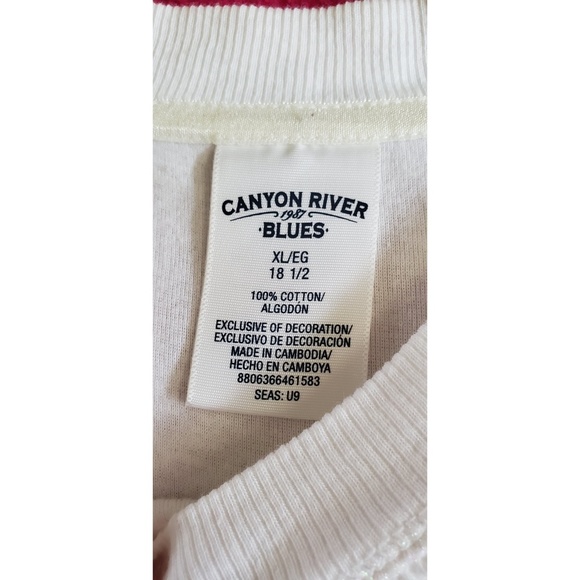 CANYON RIVER
1987
·BLUES·
XL/EG
18 1/2
100% COTTON/
ALGODÓN
EXCLUSIVE OF DECORATION/
EXCLUSIVO DE DECORACIÓN
MADE IN CAMBODIA/
HECHO EN CAMBOYA
8806366461583
SEAS: U9